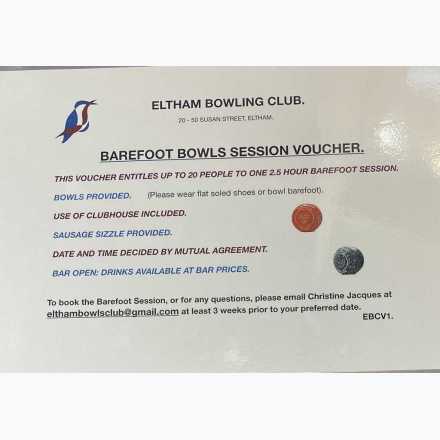 ELTHAM BOWLING CLUB.
20 - 50 SUSAN STREET, ELTHAM.
BAREFOOT BOWLS SESSION VOUCHER.
THIS VOUCHER ENTITLES UP TO 20 PEOPLE TO ONE 2.5 HOUR BAREFOOT SESSION.
BOWLS PROVIDED. (Please wear flat soled shoes or bowl barefoot).
USE OF CLUBHOUSE INCLUDED.
SAUSAGE SIZZLE PROVIDED.
DATE AND TIME DECIDED BY MUTUAL AGREEMENT.
BAR OPEN: DRINKS AVAILABLE AT BAR PRICES.
To book the Barefoot Session, or for any questions, please email Christine Jacques at
elthambowlsclub@gmail.com at least 3 weeks prior to your preferred date.
EBCV1.